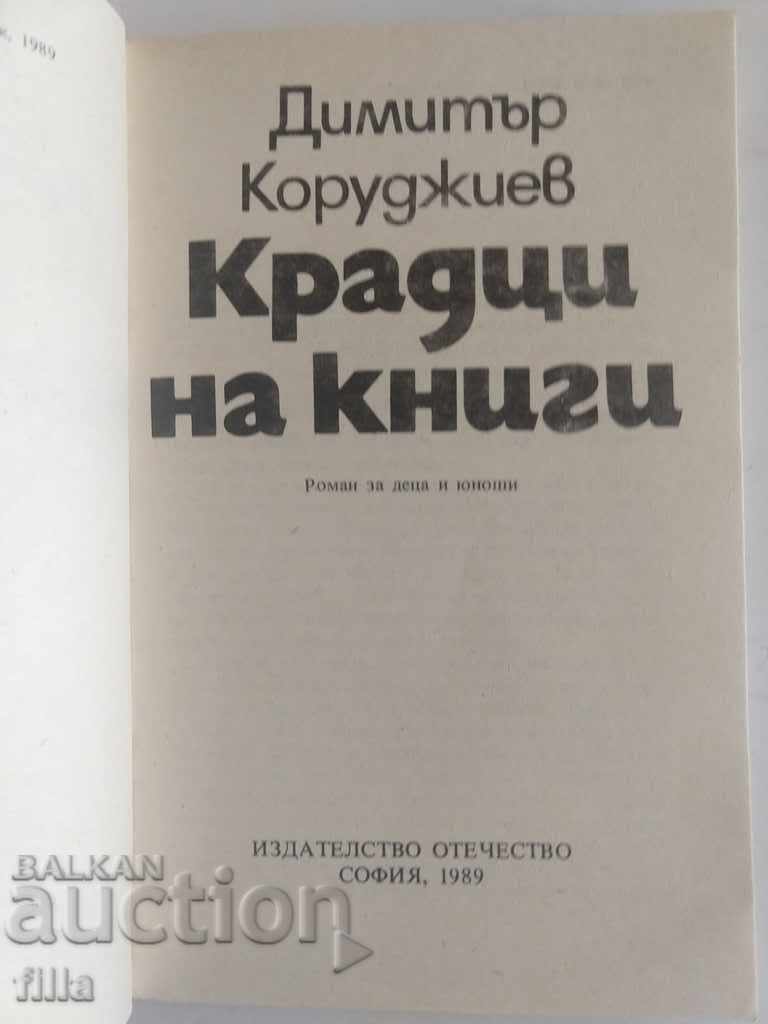 1989
Димитър
Коруджиев
Крадци
на книги
Роман за деца и юноши
ИЗДАТЕЛСТВО ОТЕЧЕСТВО
СОФИЯ, 1989
BALKAN
auction
filla